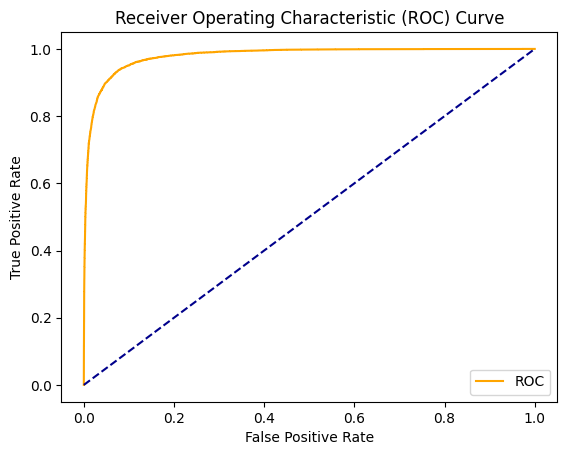 Receiver Operating Characteristic (ROC) Curve
1.0
0.8
0.6
0.4
0.2
0.0
True Positive Rate
ROC
0.0 0.2 0.4 0.6 0.8 1.0
False Positive Rate